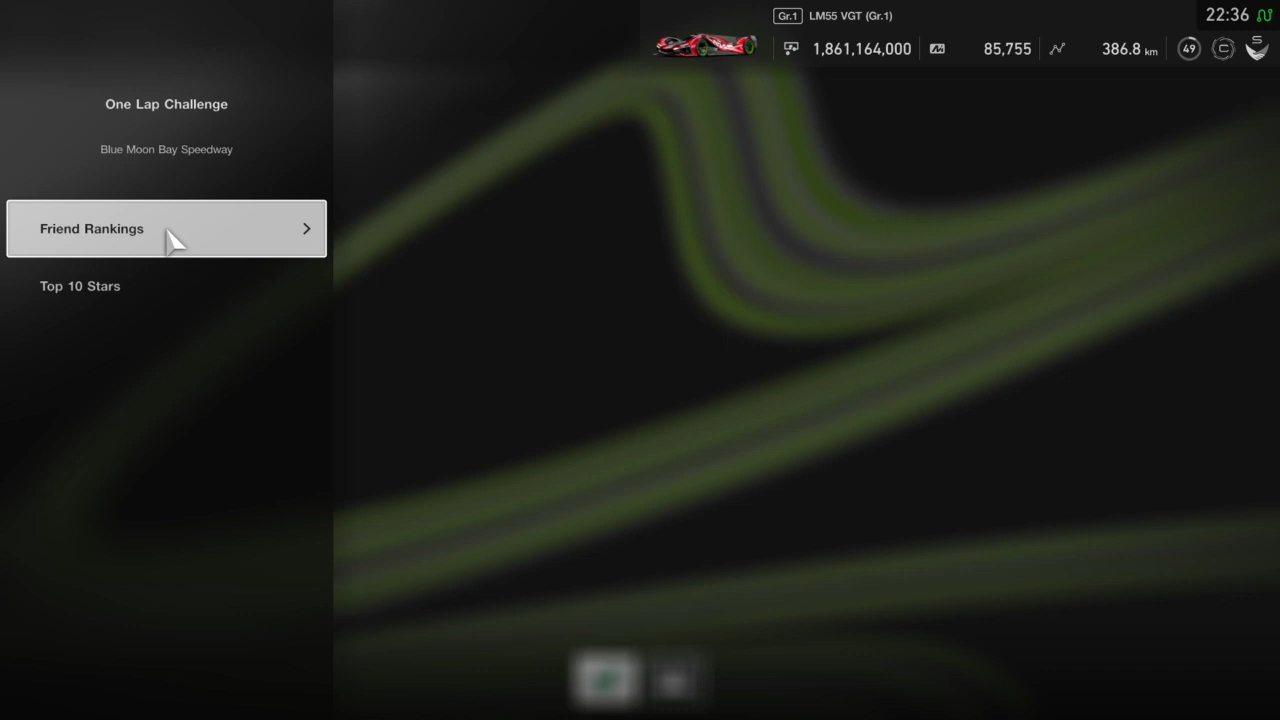 Gr.1 LM55 VGT (Gr.1)
22:36
1,861,164,000 85,755 386.8 km 49 C S
One Lap Challenge
Blue Moon Bay Speedway
Friend Rankings
Top 10 Stars